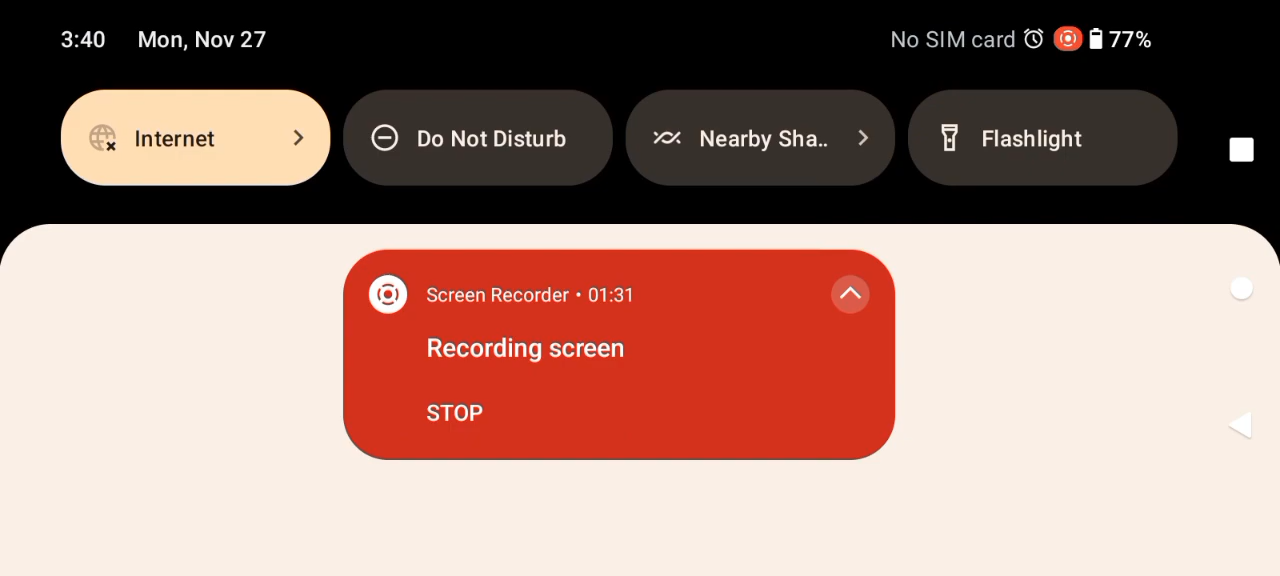 3:40 Mon, Nov 27 No SIM card 77%
Internet Do Not Disturb Nearby Sha.. Flashlight
Screen Recorder • 01:31
Recording screen
STOP